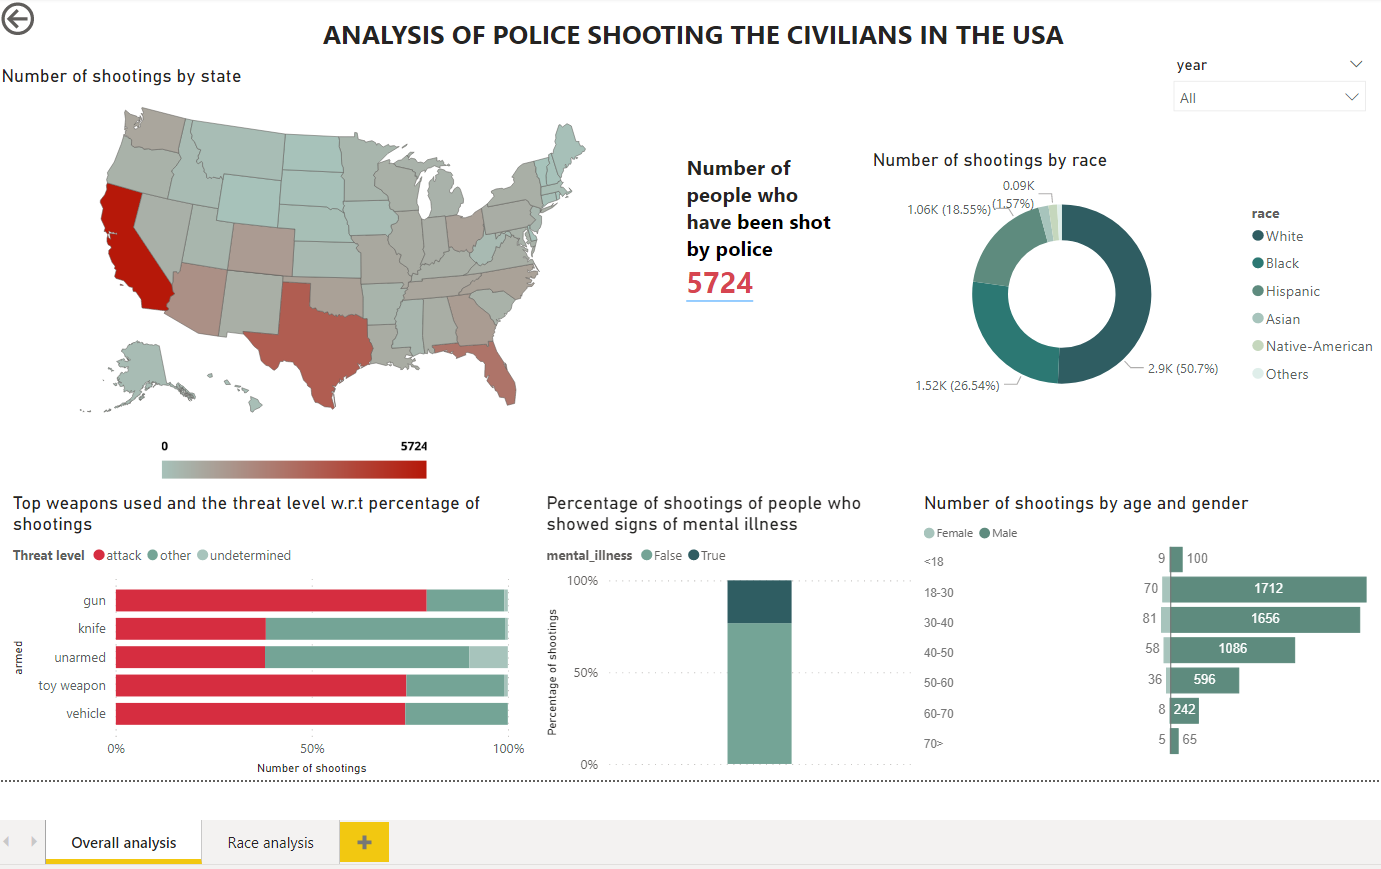 ANALYSIS OF POLICE SHOOTING THE CIVILIANS IN THE USA
Number of shootings by state
year
All
Number of
people who
have been shot
by police
5724
Number of shootings by race
0.09K
(1.57%)
1.06K (18.55%)
1.52K (26.54%)
2.9K (50.7%)
race
White
Black
Hispanic
Asian
Native-American
Others
0
5724
Top weapons used and the threat level w.r.t percentage of
shootings
Threat level attack other undetermined
armed
gun
knife
unarmed
toy weapon
vehicle
0% 50% 100%
Number of shootings
Percentage of shootings of people who
showed signs of mental illness
mental_illness False True
Percentage of shootings
100%
50%
0%
Number of shootings by age and gender
Female Male
<18 9 100
18-30 70 1712
30-40 81 1656
40-50 58 1086
50-60 36 596
60-70 8 242
70> 5 65
Overall analysis Race analysis